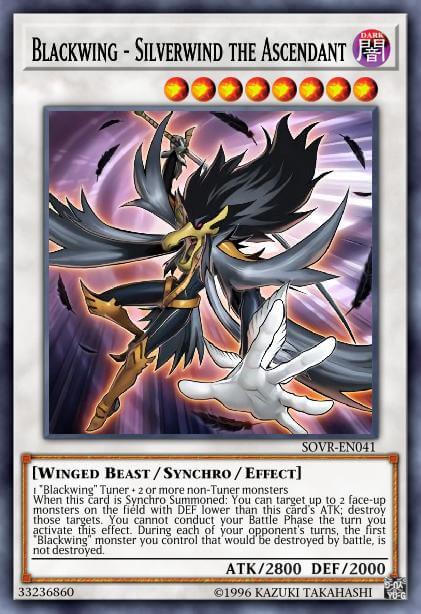 Blackwing - Silverwind the Ascendant
DARK
闇
SOVR-EN041
[Winged Beast / Synchro / Effect]
1 "Blackwing" Tuner + 2 or more non-Tuner monsters
When this card is Synchro Summoned: You can target up to 2 face-up
monsters on the field with DEF lower than this card's ATK; destroy
those targets. You cannot conduct your Battle Phase the turn you
activate this effect. During each of your opponent's turns, the first
"Blackwing" monster you control that would be destroyed by battle, is
not destroyed.
ATK/2800 DEF/2000
33236860
©1996 KAZUKI TAKAHASHI